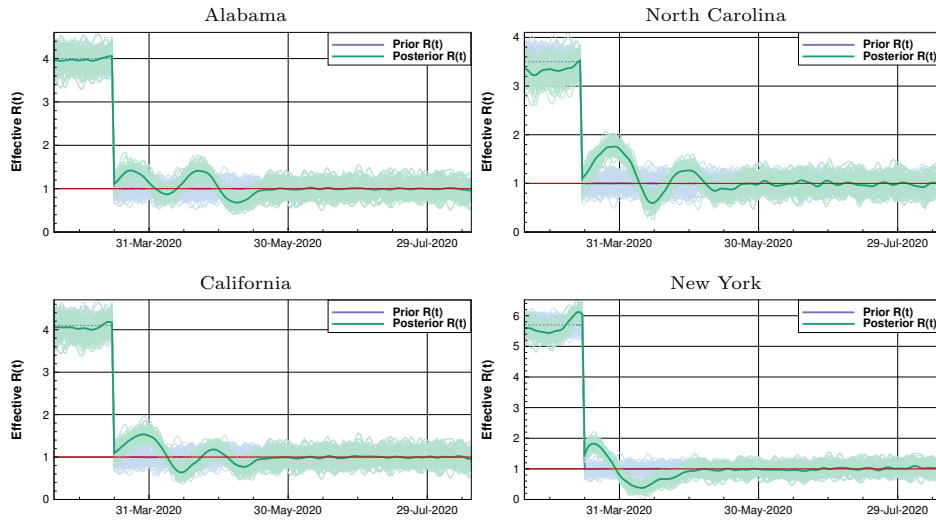 Alabama
Prior R(t)
Posterior R(t)
Effective R(t)
4
3
2
1
0
31-Mar-2020
30-May-2020
29-Jul-2020
North Carolina
Prior R(t)
Posterior R(t)
Effective R(t)
4
3
2
1
0
31-Mar-2020
30-May-2020
29-Jul-2020
California
Prior R(t)
Posterior R(t)
Effective R(t)
4
3
2
1
0
31-Mar-2020
30-May-2020
29-Jul-2020
New York
Prior R(t)
Posterior R(t)
Effective R(t)
6
5
4
3
2
1
0
31-Mar-2020
30-May-2020
29-Jul-2020